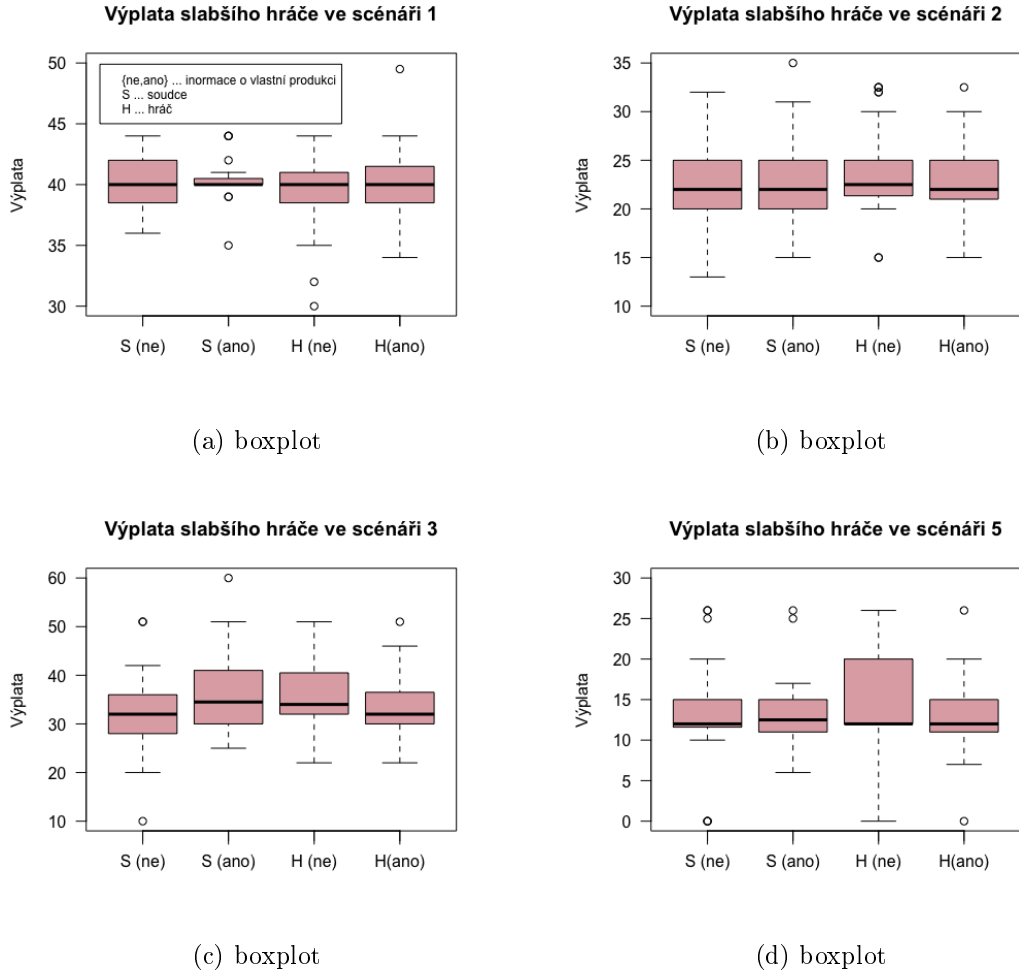 Výplata slabšího hráče ve scénáři 1
50
45
40
35
30
Výplata
{ne,ano} ... inormace o vlastní produkci
S ... soudce
H ... hráč
S (ne) S (ano) H (ne) H(ano)
(a) boxplot
Výplata slabšího hráče ve scénáři 2
35
30
25
20
15
10
Výplata
S (ne) S (ano) H (ne) H(ano)
(b) boxplot
Výplata slabšího hráče ve scénáři 3
60
50
40
30
20
10
Výplata
S (ne) S (ano) H (ne) H(ano)
(c) boxplot
Výplata slabšího hráče ve scénáři 5
30
25
20
15
10
5
0
Výplata
S (ne) S (ano) H (ne) H(ano)
(d) boxplot